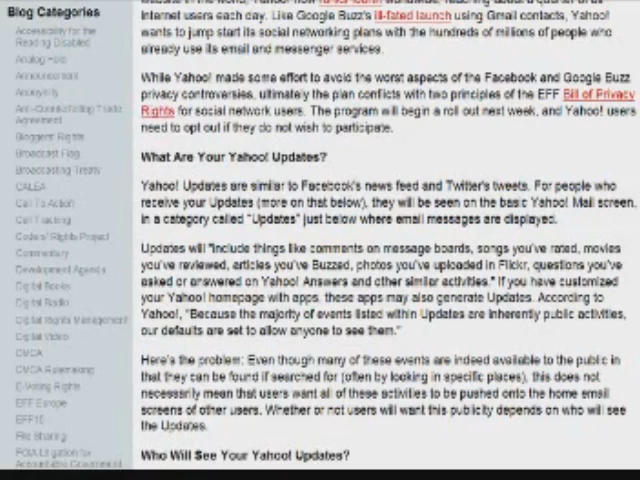 Blog Categories
Accessibility for the
Reading Disabled
Analog Hole
Announcement
Anonymity
Anti-Counterfeiting Trade
Agreement
Bloggers' Rights
Broadcast Flag
Broadcasting Treaty
CALEA
Call To Action
Cell Tracking
Coders' Rights Project
Commentary
Development Agenda
Digital Books
Digital Radio
Digital Rights Management
Digital Video
DMCA
DMCA Rulemaking
E-Voting Rights
EFF Europe
EFF10
File Sharing
FOIA Litigation for
Accountable Government
Internet users each day. Like Google Buzz's ill-fated launch using Gmail contacts, Yahoo!
wants to jump start its social networking plans with the hundreds of millions of people who
already use its email and messenger services.
While Yahoo! made some effort to avoid the worst aspects of the Facebook and Google Buzz
privacy controversies, ultimately the plan conflicts with two principles of the EFF Bill of Privacy
Rights for social network users. The program will begin a roll out next week, and Yahoo! users
need to opt out if they do not wish to participate.
What Are Your Yahoo! Updates?
Yahoo! Updates are similar to Facebook's news feed and Twitter's tweets. For people who
receive your Updates (more on that below), they will be seen on the basic Yahoo! Mail screen,
in a category called "Updates" just below where email messages are displayed.
Updates will "include things like comments on message boards, songs you've rated, movies
you've reviewed, articles you've Buzzed, photos you've uploaded in Flickr, questions you've
asked or answered on Yahoo! Answers and other similar activities." If you have customized
your Yahoo! homepage with apps, these apps may also generate Updates. According to
Yahoo!, "Because the majority of events listed within Updates are inherently public activities,
our defaults are set to allow anyone to see them."
Here's the problem: Even though many of these events are indeed available to the public in
that they can be found if searched for (often by looking in specific places), this does not
necessarily mean that users want all of these activities to be pushed onto the home email
screens of other users. Whether or not users will want this publicity depends on who will see
the Updates.
Who Will See Your Yahoo! Updates?